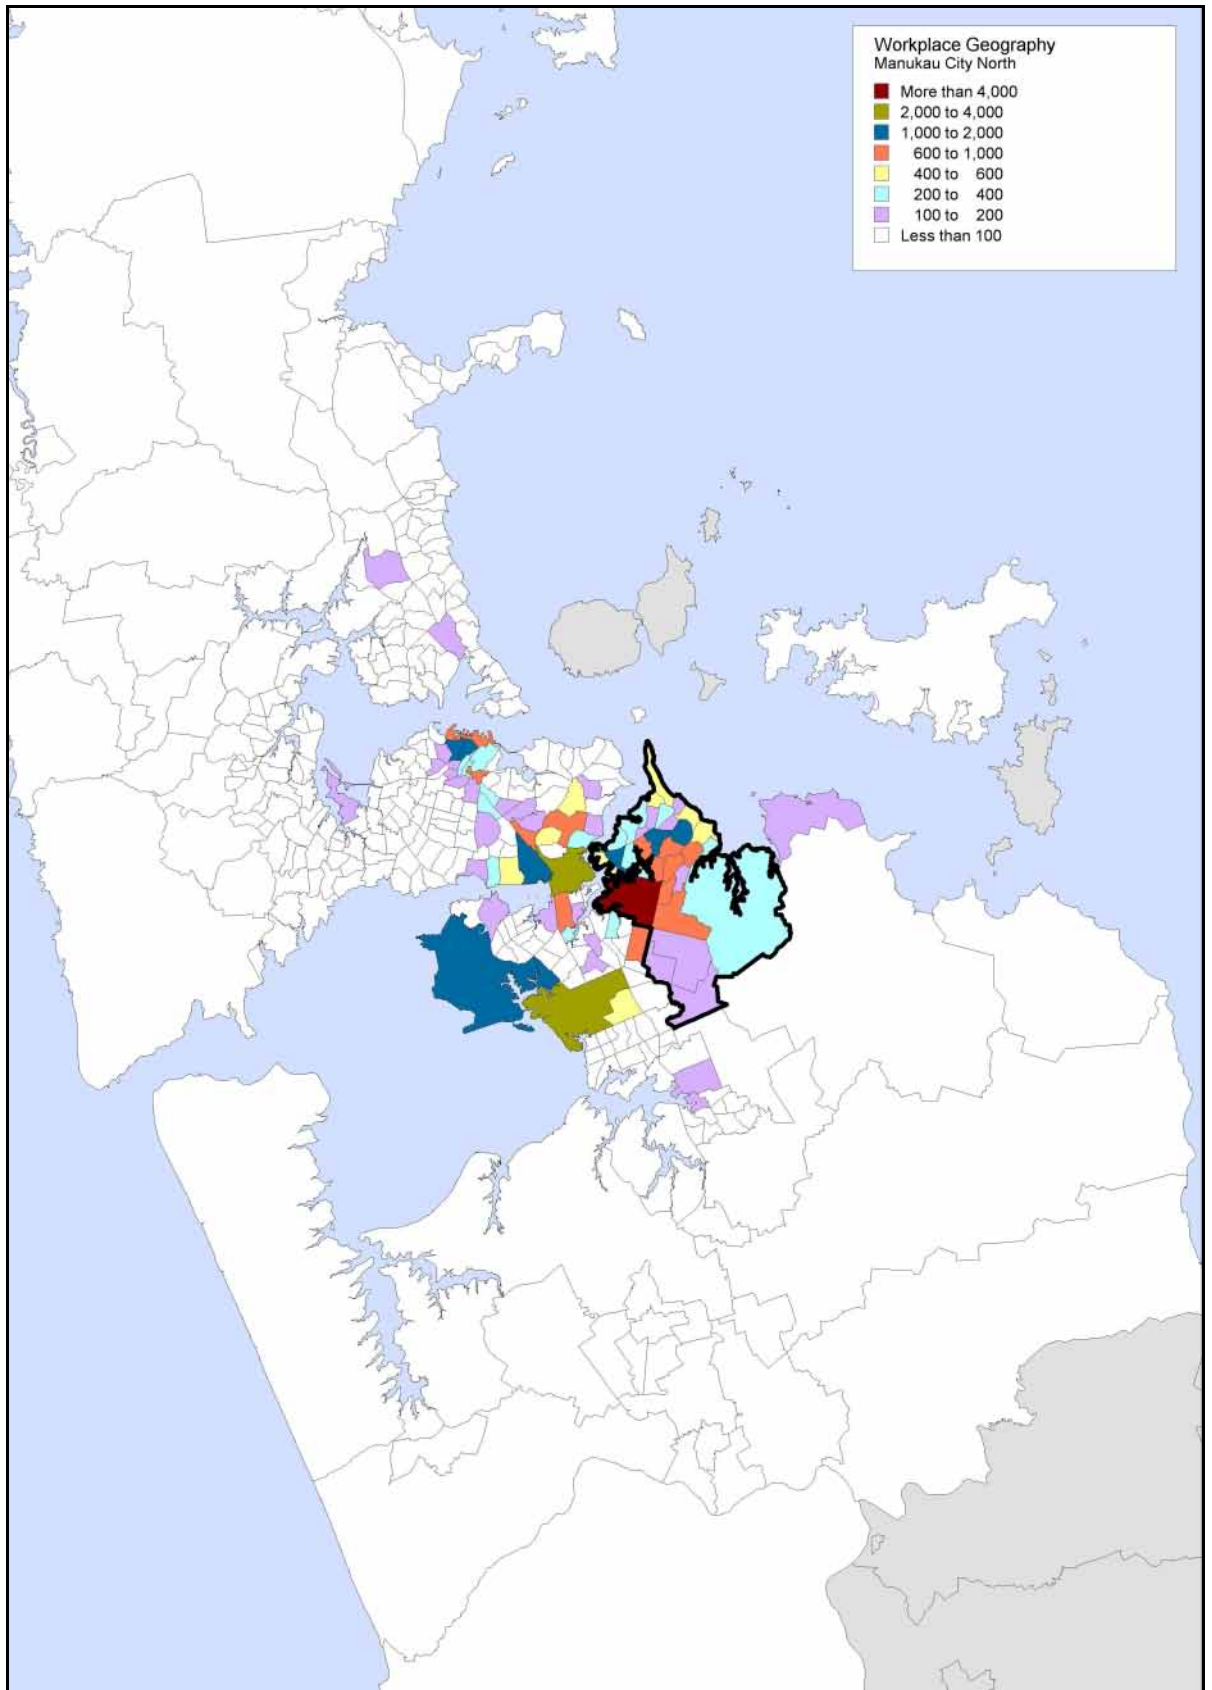 Workplace Geography
Manukau City North
More than 4,000
2,000 to 4,000
1,000 to 2,000
600 to 1,000
400 to 600
200 to 400
100 to 200
Less than 100